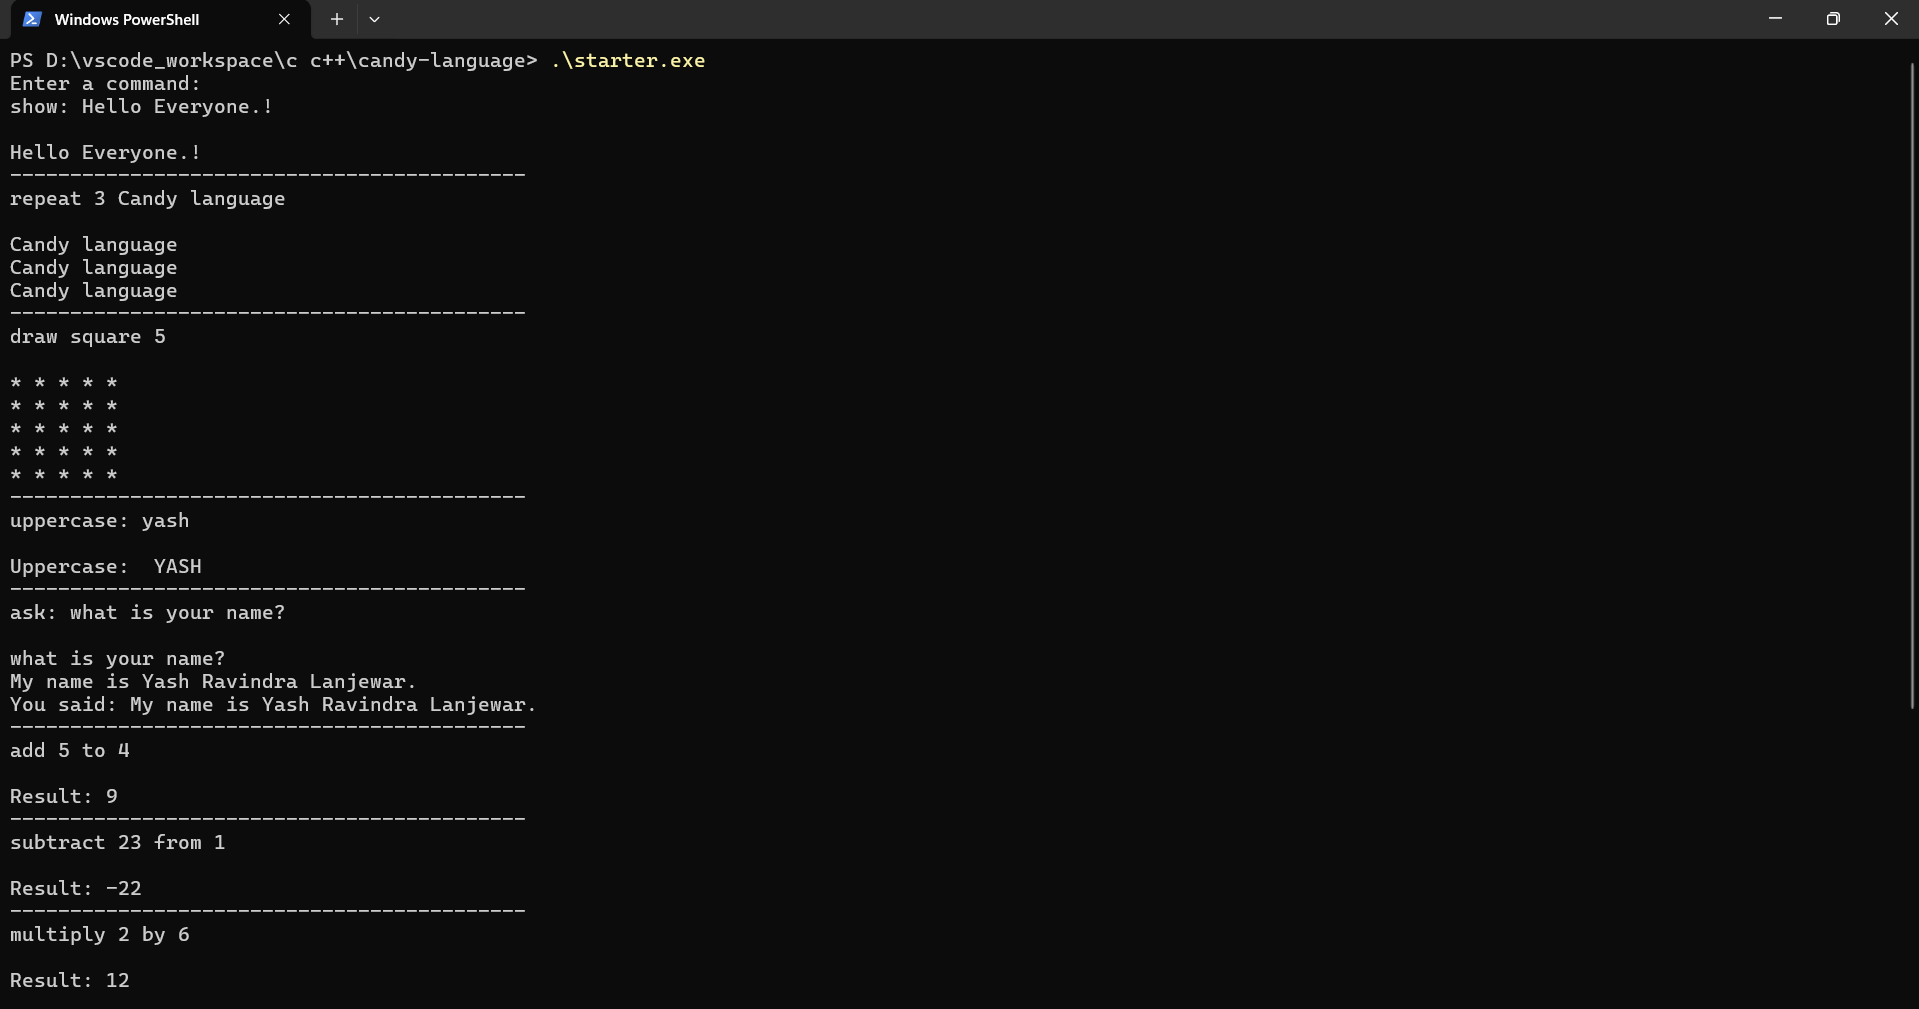 Windows PowerShell
PS D:\vscode_workspace\c c++\candy-language> .\starter.exe
Enter a command:
show: Hello Everyone.!
Hello Everyone.!
-------------------------------------------
repeat 3 Candy language
Candy language
Candy language
Candy language
-------------------------------------------
draw square 5
* * * * *
* * * * *
* * * * *
* * * * *
* * * * *
-------------------------------------------
uppercase: yash
Uppercase:  YASH
-------------------------------------------
ask: what is your name?
what is your name?
My name is Yash Ravindra Lanjewar.
You said: My name is Yash Ravindra Lanjewar.
-------------------------------------------
add 5 to 4
Result: 9
-------------------------------------------
subtract 23 from 1
Result: -22
-------------------------------------------
multiply 2 by 6
Result: 12